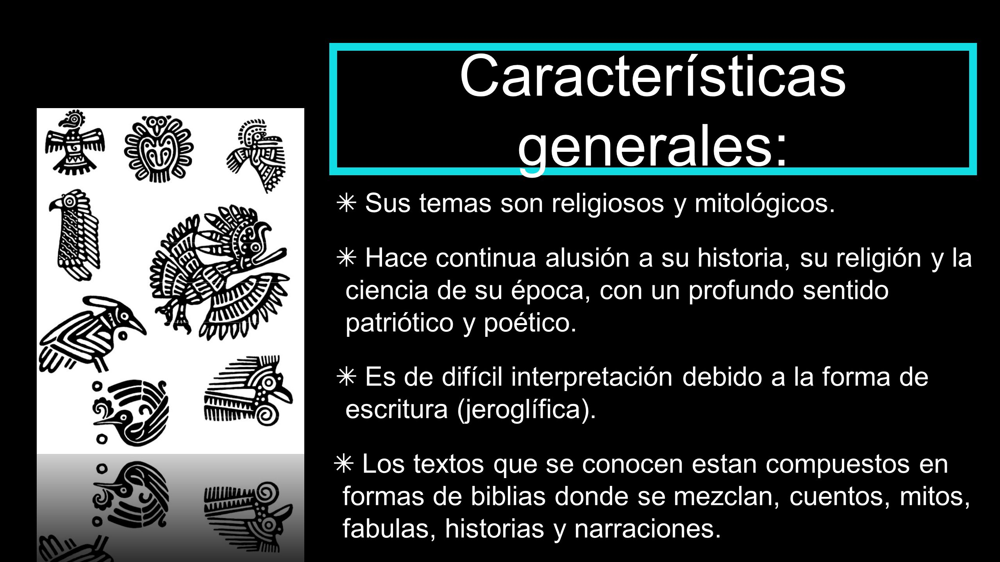 Características
generales:
✳ Sus temas son religiosos y mitológicos.
✳ Hace continua alusión a su historia, su religión y la
ciencia de su época, con un profundo sentido
patriótico y poético.
✳ Es de difícil interpretación debido a la forma de
escritura (jeroglífica).
✳ Los textos que se conocen estan compuestos en
formas de biblias donde se mezclan, cuentos, mitos,
fabulas, historias y narraciones.